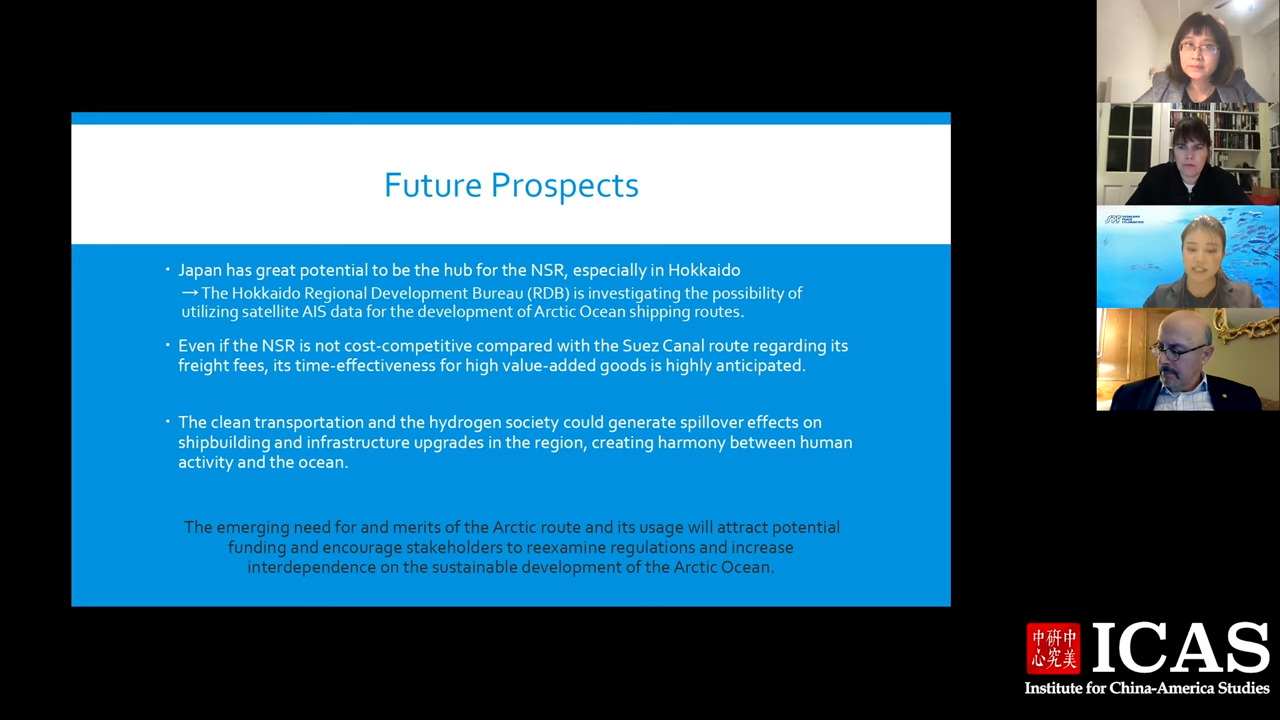 Future Prospects
• Japan has great potential to be the hub for the NSR, especially in Hokkaido
→ The Hokkaido Regional Development Bureau (RDB) is investigating the possibility of
utilizing satellite AIS data for the development of Arctic Ocean shipping routes.
• Even if the NSR is not cost-competitive compared with the Suez Canal route regarding its
freight fees, its time-effectiveness for high value-added goods is highly anticipated.
• The clean transportation and the hydrogen society could generate spillover effects on
shipbuilding and infrastructure upgrades in the region, creating harmony between human
activity and the ocean.
The emerging need for and merits of the Arctic route and its usage will attract potential
funding and encourage stakeholders to reexamine regulations and increase
interdependence on the sustainable development of the Arctic Ocean.
中研中
心究美
ICAS
Institute for China-America Studies